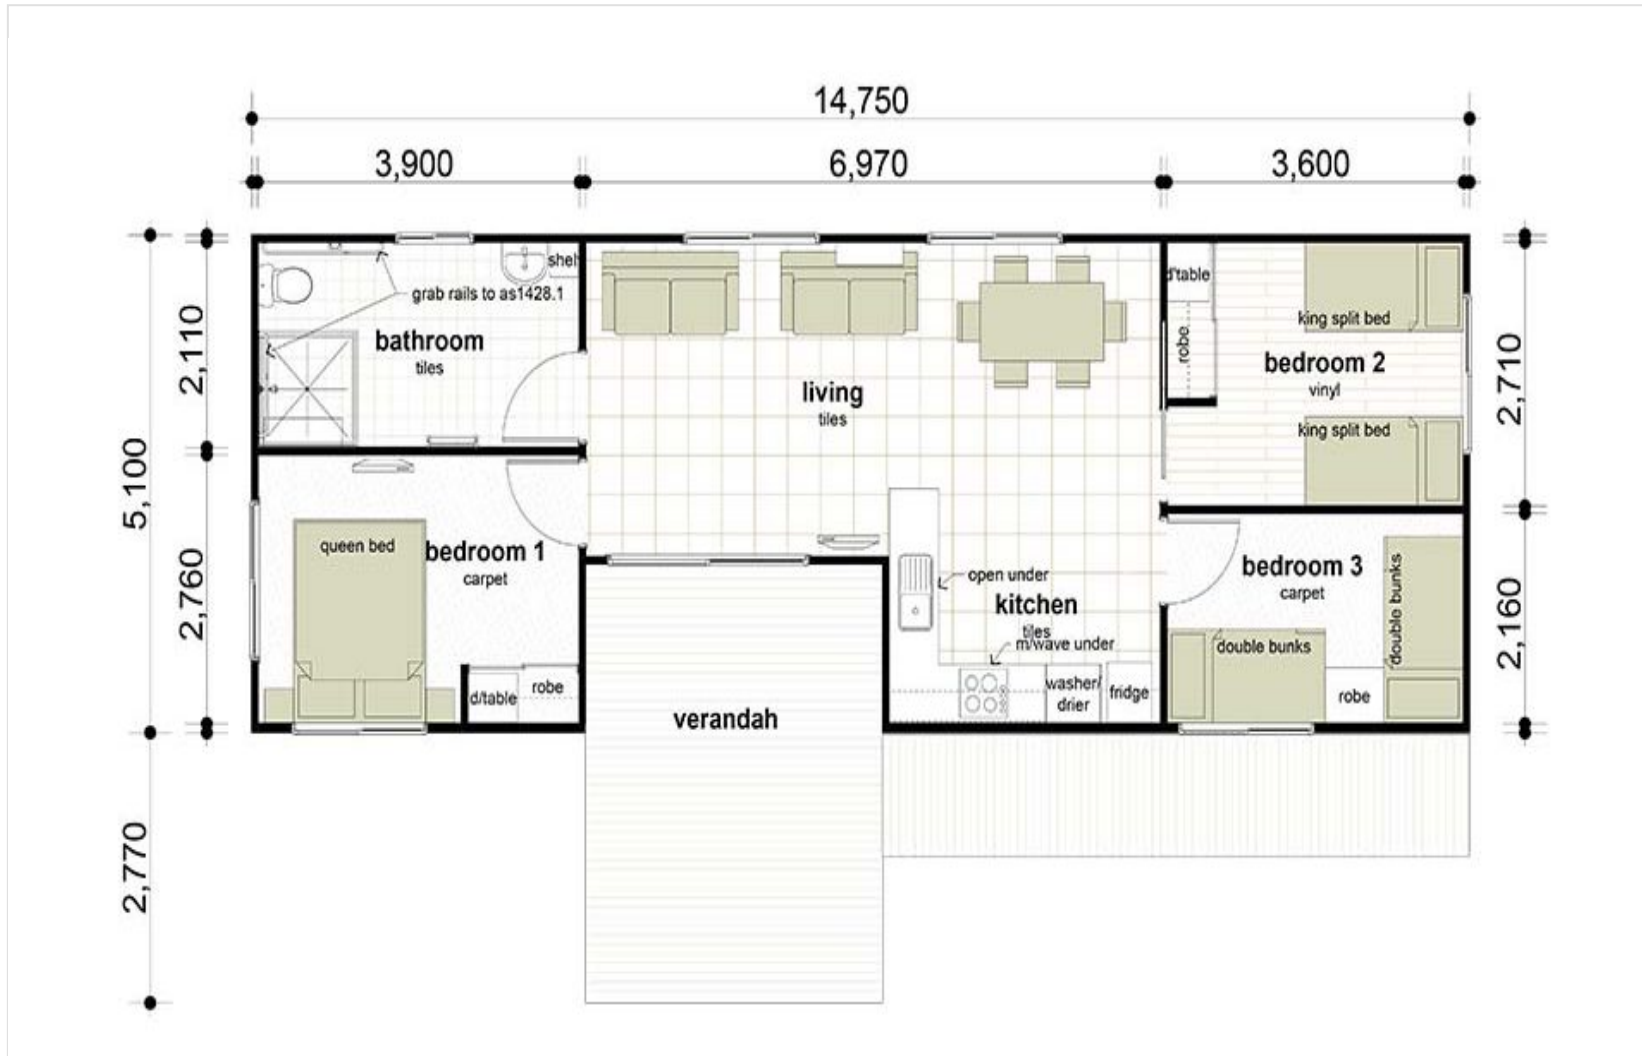 14,750
3,900
6,970
3,600
2,110
5,100
2,760
2,770
2,710
2,160
shelf
grab rails to as1428.1
bathroom
tiles
living
tiles
d'table
robe
king split bed
bedroom 2
vinyl
king split bed
queen bed
bedroom 1
carpet
d/table
robe
verandah
open under
kitchen
tiles
m/wave under
washer/
drier
fridge
bedroom 3
carpet
double bunks
double bunks
robe